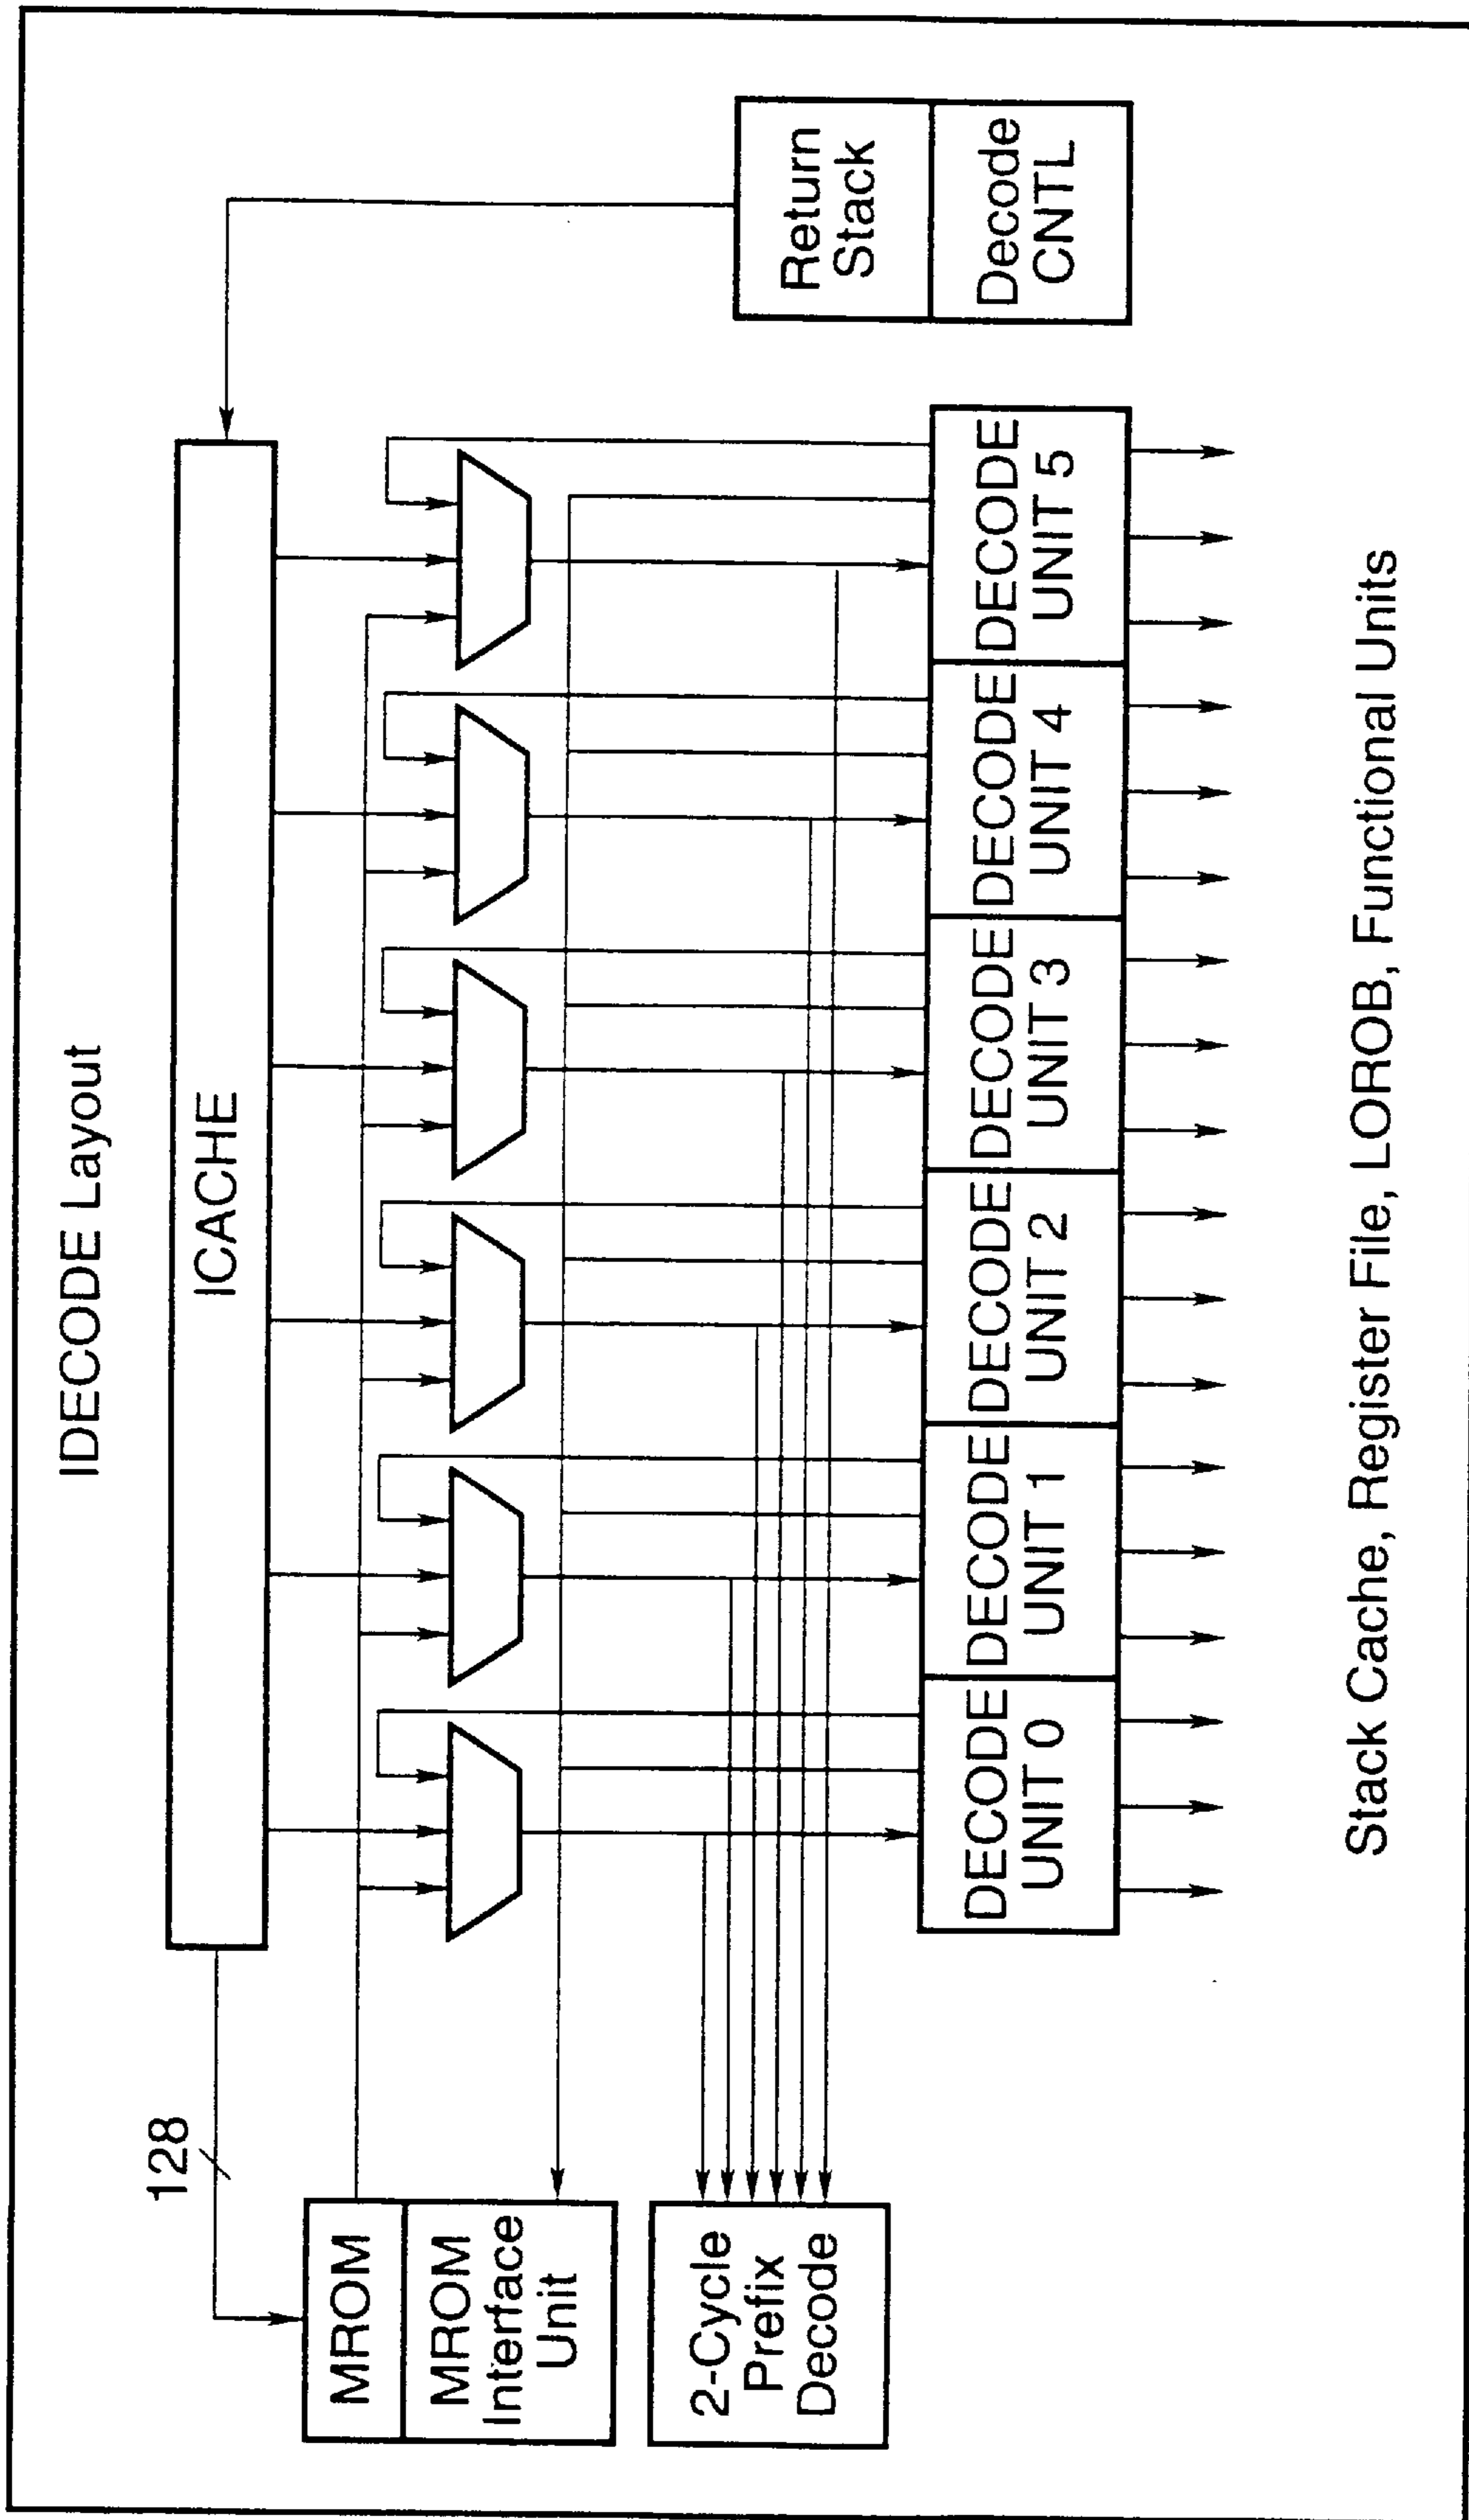 IDECODE Layout
128
ICACHE
MROM
MROM
Interface
Unit
2-Cycle
Prefix
Decode
Return
Stack
Decode
CNTL
DECODE
UNIT 0
DECODE
UNIT 1
DECODE
UNIT 2
DECODE
UNIT 3
DECODE
UNIT 4
DECODE
UNIT 5
Stack Cache, Register File, LOROB, Functional Units